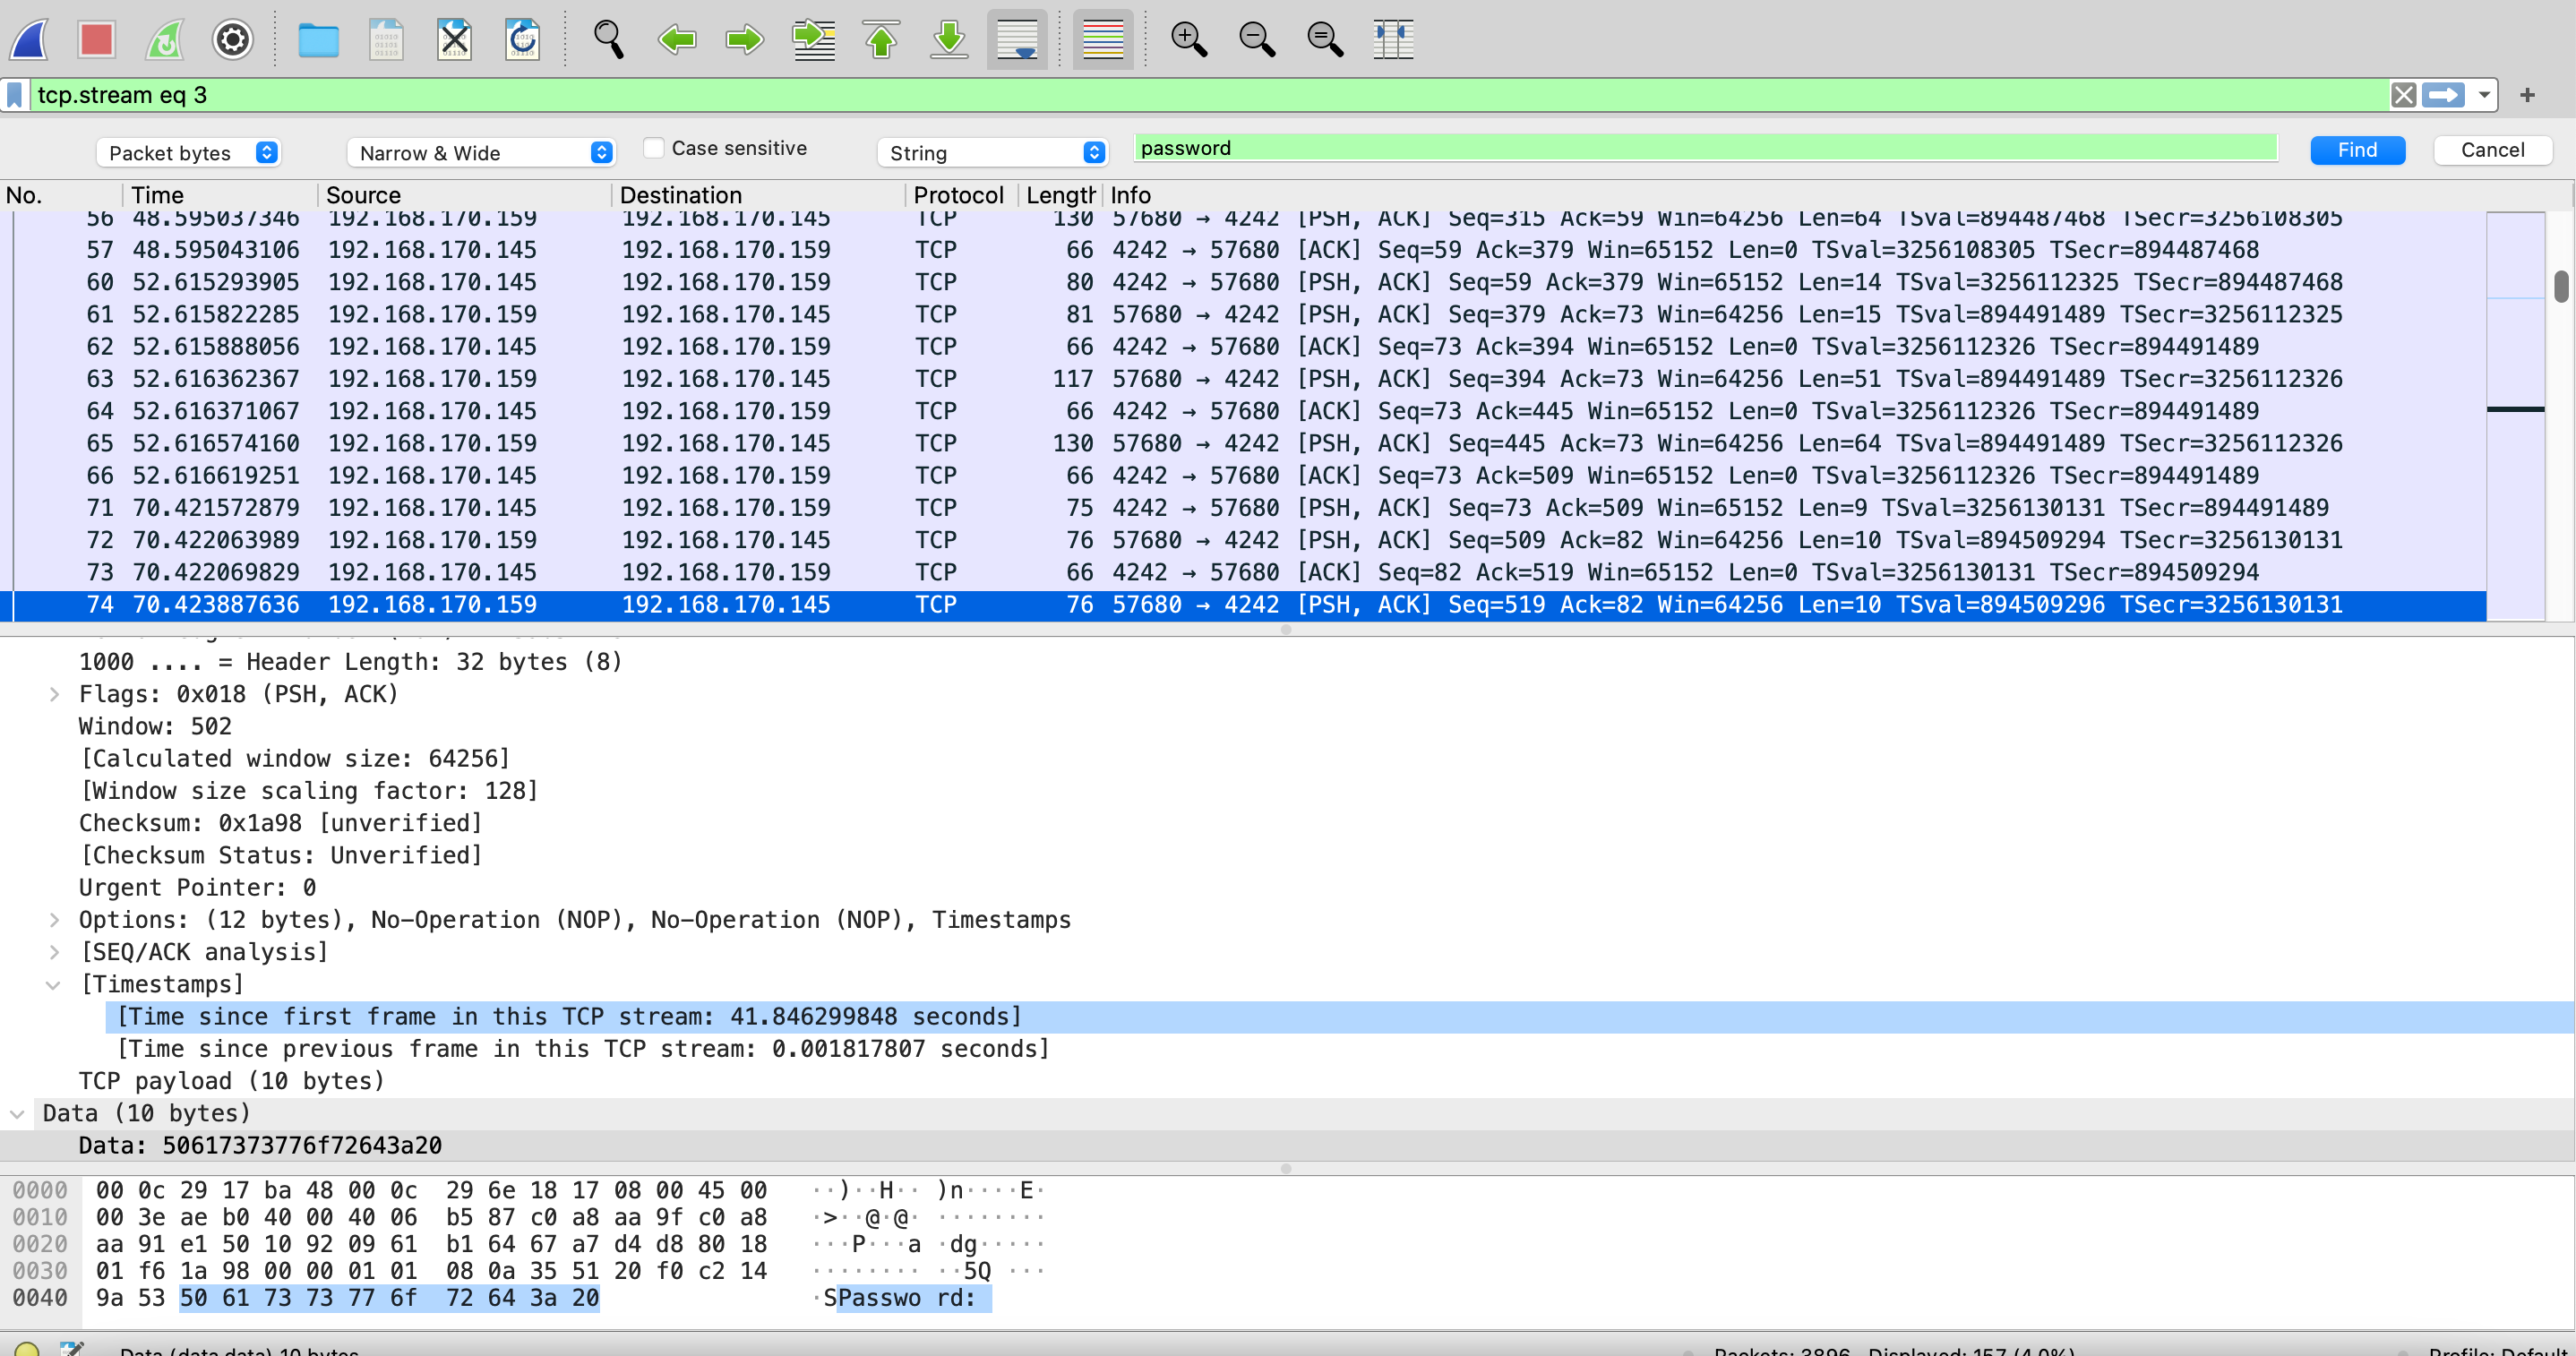 tcp.stream eq 3
Packet bytes Narrow & Wide Case sensitive String password Find Cancel
No. Time Source Destination Protocol Length Info
56 48.595037346 192.168.170.159 192.168.170.145 TCP 130 57680 → 4242 [PSH, ACK] Seq=315 Ack=59 Win=64256 Len=64 TSval=894487468 TSecr=3256108305
57 48.595043106 192.168.170.145 192.168.170.159 TCP 66 4242 → 57680 [ACK] Seq=59 Ack=379 Win=65152 Len=0 TSval=3256108305 TSecr=894487468
60 52.615293905 192.168.170.145 192.168.170.159 TCP 80 4242 → 57680 [PSH, ACK] Seq=59 Ack=379 Win=65152 Len=14 TSval=3256112325 TSecr=894487468
61 52.615822285 192.168.170.159 192.168.170.145 TCP 81 57680 → 4242 [PSH, ACK] Seq=379 Ack=73 Win=64256 Len=15 TSval=894491489 TSecr=3256112325
62 52.615888056 192.168.170.145 192.168.170.159 TCP 66 4242 → 57680 [ACK] Seq=73 Ack=394 Win=65152 Len=0 TSval=3256112326 TSecr=894491489
63 52.616362367 192.168.170.159 192.168.170.145 TCP 117 57680 → 4242 [PSH, ACK] Seq=394 Ack=73 Win=64256 Len=51 TSval=894491489 TSecr=3256112326
64 52.616371067 192.168.170.145 192.168.170.159 TCP 66 4242 → 57680 [ACK] Seq=73 Ack=445 Win=65152 Len=0 TSval=3256112326 TSecr=894491489
65 52.616574160 192.168.170.159 192.168.170.145 TCP 130 57680 → 4242 [PSH, ACK] Seq=445 Ack=73 Win=64256 Len=64 TSval=894491489 TSecr=3256112326
66 52.616619251 192.168.170.145 192.168.170.159 TCP 66 4242 → 57680 [ACK] Seq=73 Ack=509 Win=65152 Len=0 TSval=3256112326 TSecr=894491489
71 70.421572879 192.168.170.145 192.168.170.159 TCP 75 4242 → 57680 [PSH, ACK] Seq=73 Ack=509 Win=65152 Len=9 TSval=3256130131 TSecr=894491489
72 70.422063989 192.168.170.159 192.168.170.145 TCP 76 57680 → 4242 [PSH, ACK] Seq=509 Ack=82 Win=64256 Len=10 TSval=894509294 TSecr=3256130131
73 70.422069829 192.168.170.145 192.168.170.159 TCP 66 4242 → 57680 [ACK] Seq=82 Ack=519 Win=65152 Len=0 TSval=3256130131 TSecr=894509294
74 70.423887636 192.168.170.159 192.168.170.145 TCP 76 57680 → 4242 [PSH, ACK] Seq=519 Ack=82 Win=64256 Len=10 TSval=894509296 TSecr=3256130131
1000 .... = Header Length: 32 bytes (8)
Flags: 0x018 (PSH, ACK)
Window: 502
[Calculated window size: 64256]
[Window size scaling factor: 128]
Checksum: 0x1a98 [unverified]
[Checksum Status: Unverified]
Urgent Pointer: 0
Options: (12 bytes), No-Operation (NOP), No-Operation (NOP), Timestamps
[SEQ/ACK analysis]
[Timestamps]
[Time since first frame in this TCP stream: 41.846299848 seconds]
[Time since previous frame in this TCP stream: 0.001817807 seconds]
TCP payload (10 bytes)
Data (10 bytes)
Data: 50617373776f72643a20
0000 00 0c 29 17 ba 48 00 0c 29 6e 18 17 08 00 45 00 ··)··H·· )n····E·
0010 00 3e ae b0 40 00 40 06 b5 87 c0 a8 aa 9f c0 a8 ·>··@·@· ········
0020 aa 91 e1 50 10 92 09 61 b1 64 67 a7 d4 d8 80 18 ···P···a ·dg·····
0030 01 f6 1a 98 00 00 01 01 08 0a 35 51 20 f0 c2 14 ········ ··5Q ···
0040 9a 53 50 61 73 73 77 6f 72 64 3a 20 ·SPasswo rd:
Data (data.data), 10 bytes Packets: 3896 · Displayed: 157 (4.0%) Profile: Default